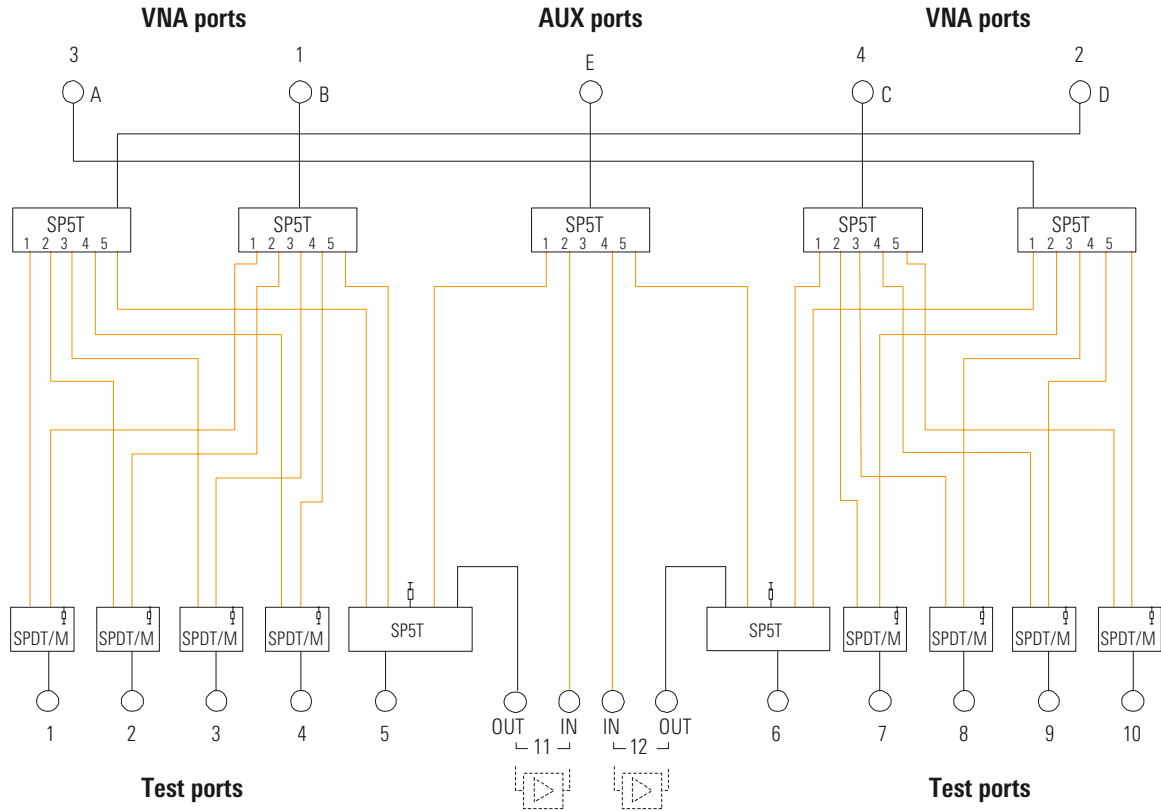 VNA ports AUX ports VNA ports
3 1 E 4 2
A B C D
SP5T SP5T SP5T SP5T SP5T
1 2 3 4 5 1 2 3 4 5 1 2 3 4 5 1 2 3 4 5 1 2 3 4 5
SPDT/M SPDT/M SPDT/M SPDT/M SP5T SP5T SPDT/M SPDT/M SPDT/M SPDT/M
OUT IN IN OUT
1 2 3 4 5 11 12 6 7 8 9 10
Test ports Test ports